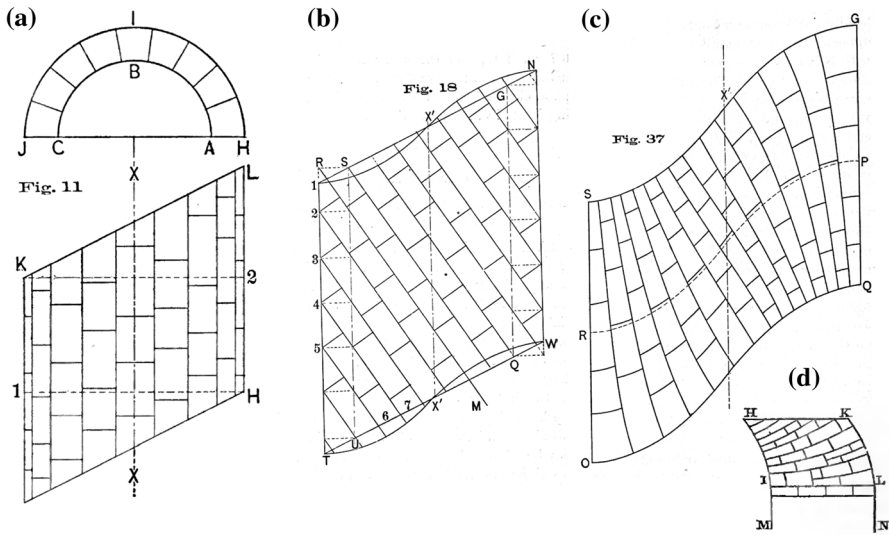 (a)
I
B
J C A H
X
Fig. 11
L
K
2
1
H
X
(b)
N
Fig. 18
G
X'
R S
1
2
3
4
5
W
Q
6 7 X' M
U
T
(c)
G
X'
Fig. 37
S
P
R
Q
O
(d)
H K
I L
M N